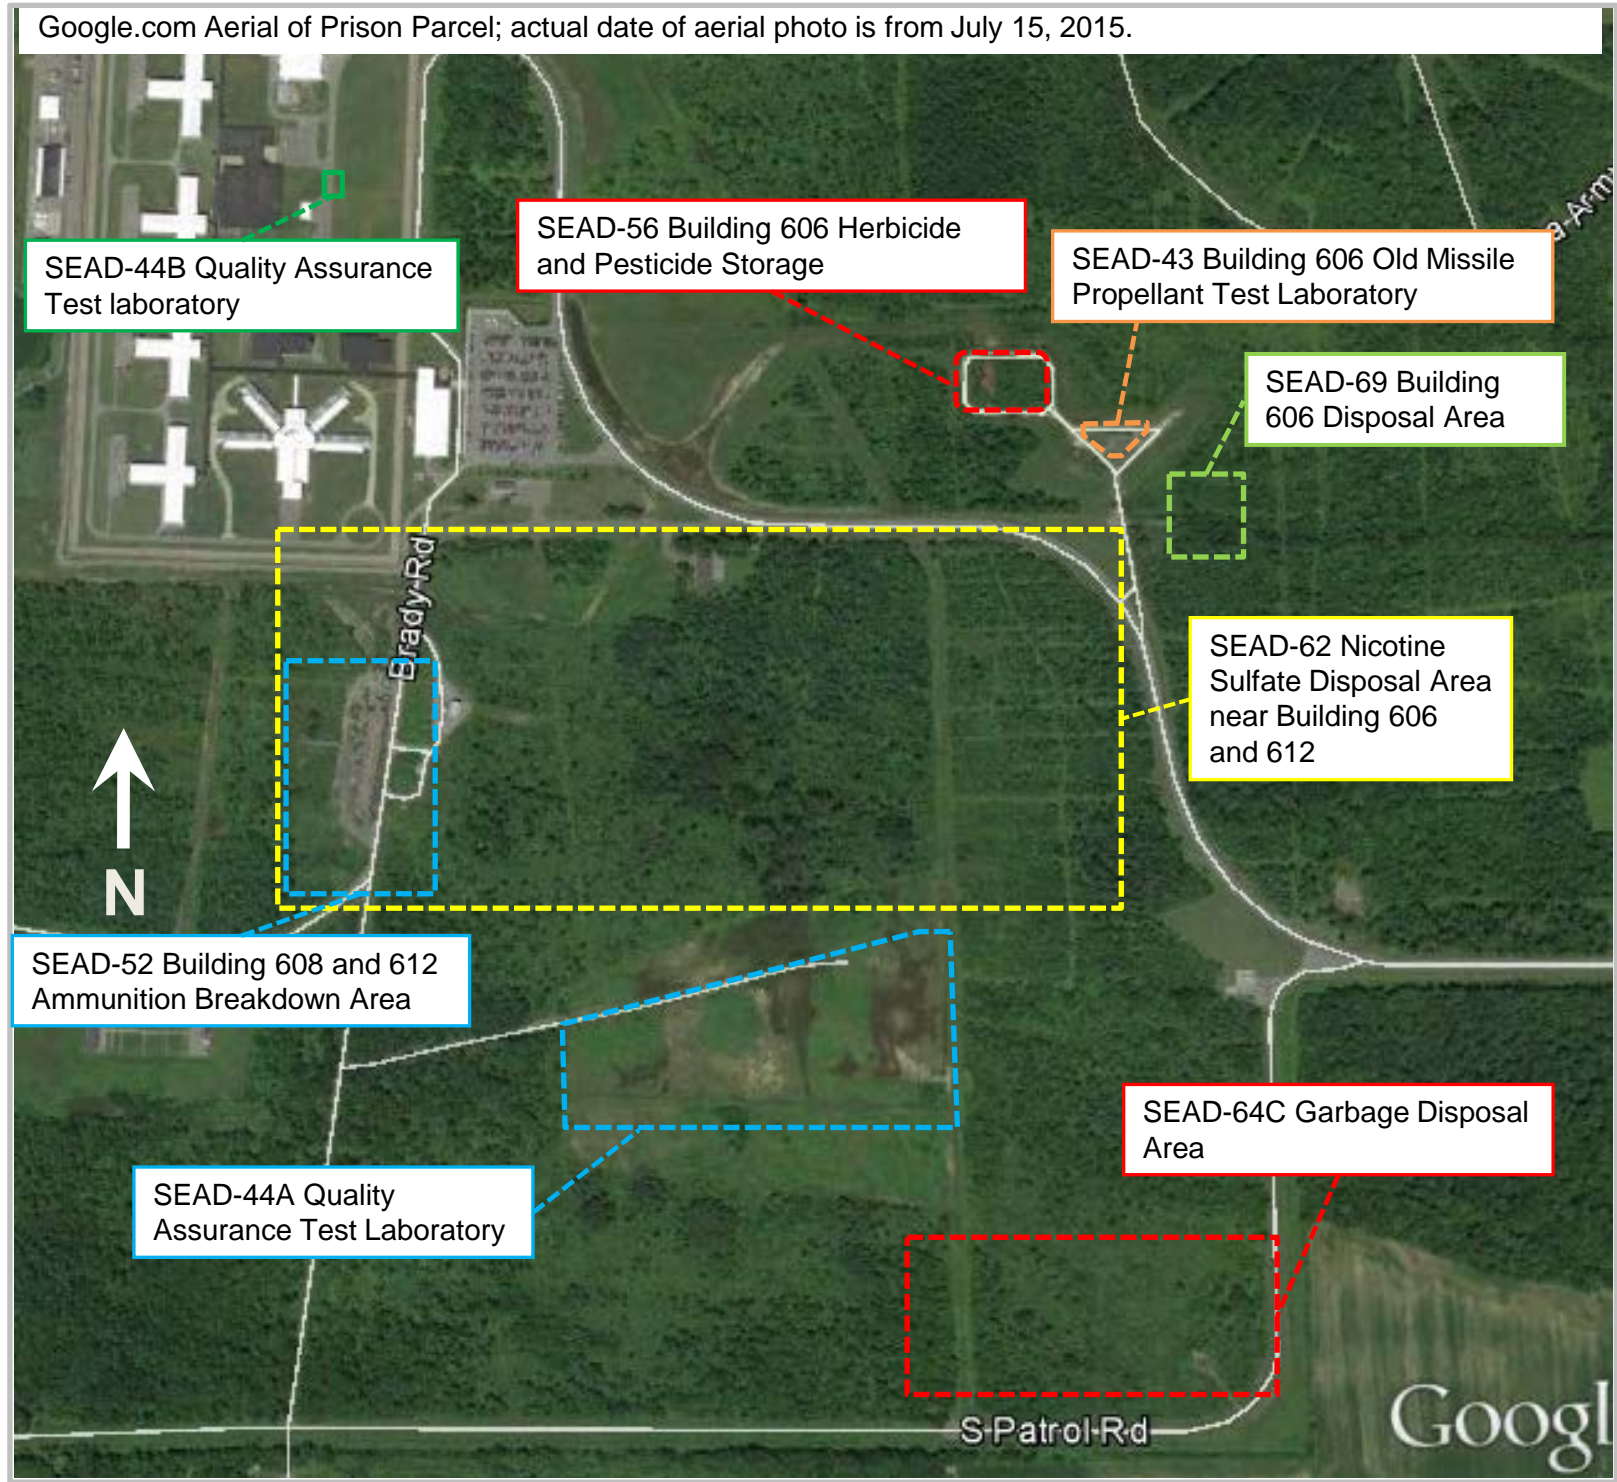 Google.com Aerial of Prison Parcel; actual date of aerial photo is from July 15, 2015.
SEAD-44B Quality Assurance
Test laboratory
SEAD-56 Building 606 Herbicide
and Pesticide Storage
SEAD-43 Building 606 Old Missile
Propellant Test Laboratory
a-Army
SEAD-69 Building
606 Disposal Area
Brady Rd
SEAD-62 Nicotine
Sulfate Disposal Area
near Building 606
and 612
N
SEAD-52 Building 608 and 612
Ammunition Breakdown Area
SEAD-44A Quality
Assurance Test Laboratory
SEAD-64C Garbage Disposal
Area
S Patrol Rd
Googl